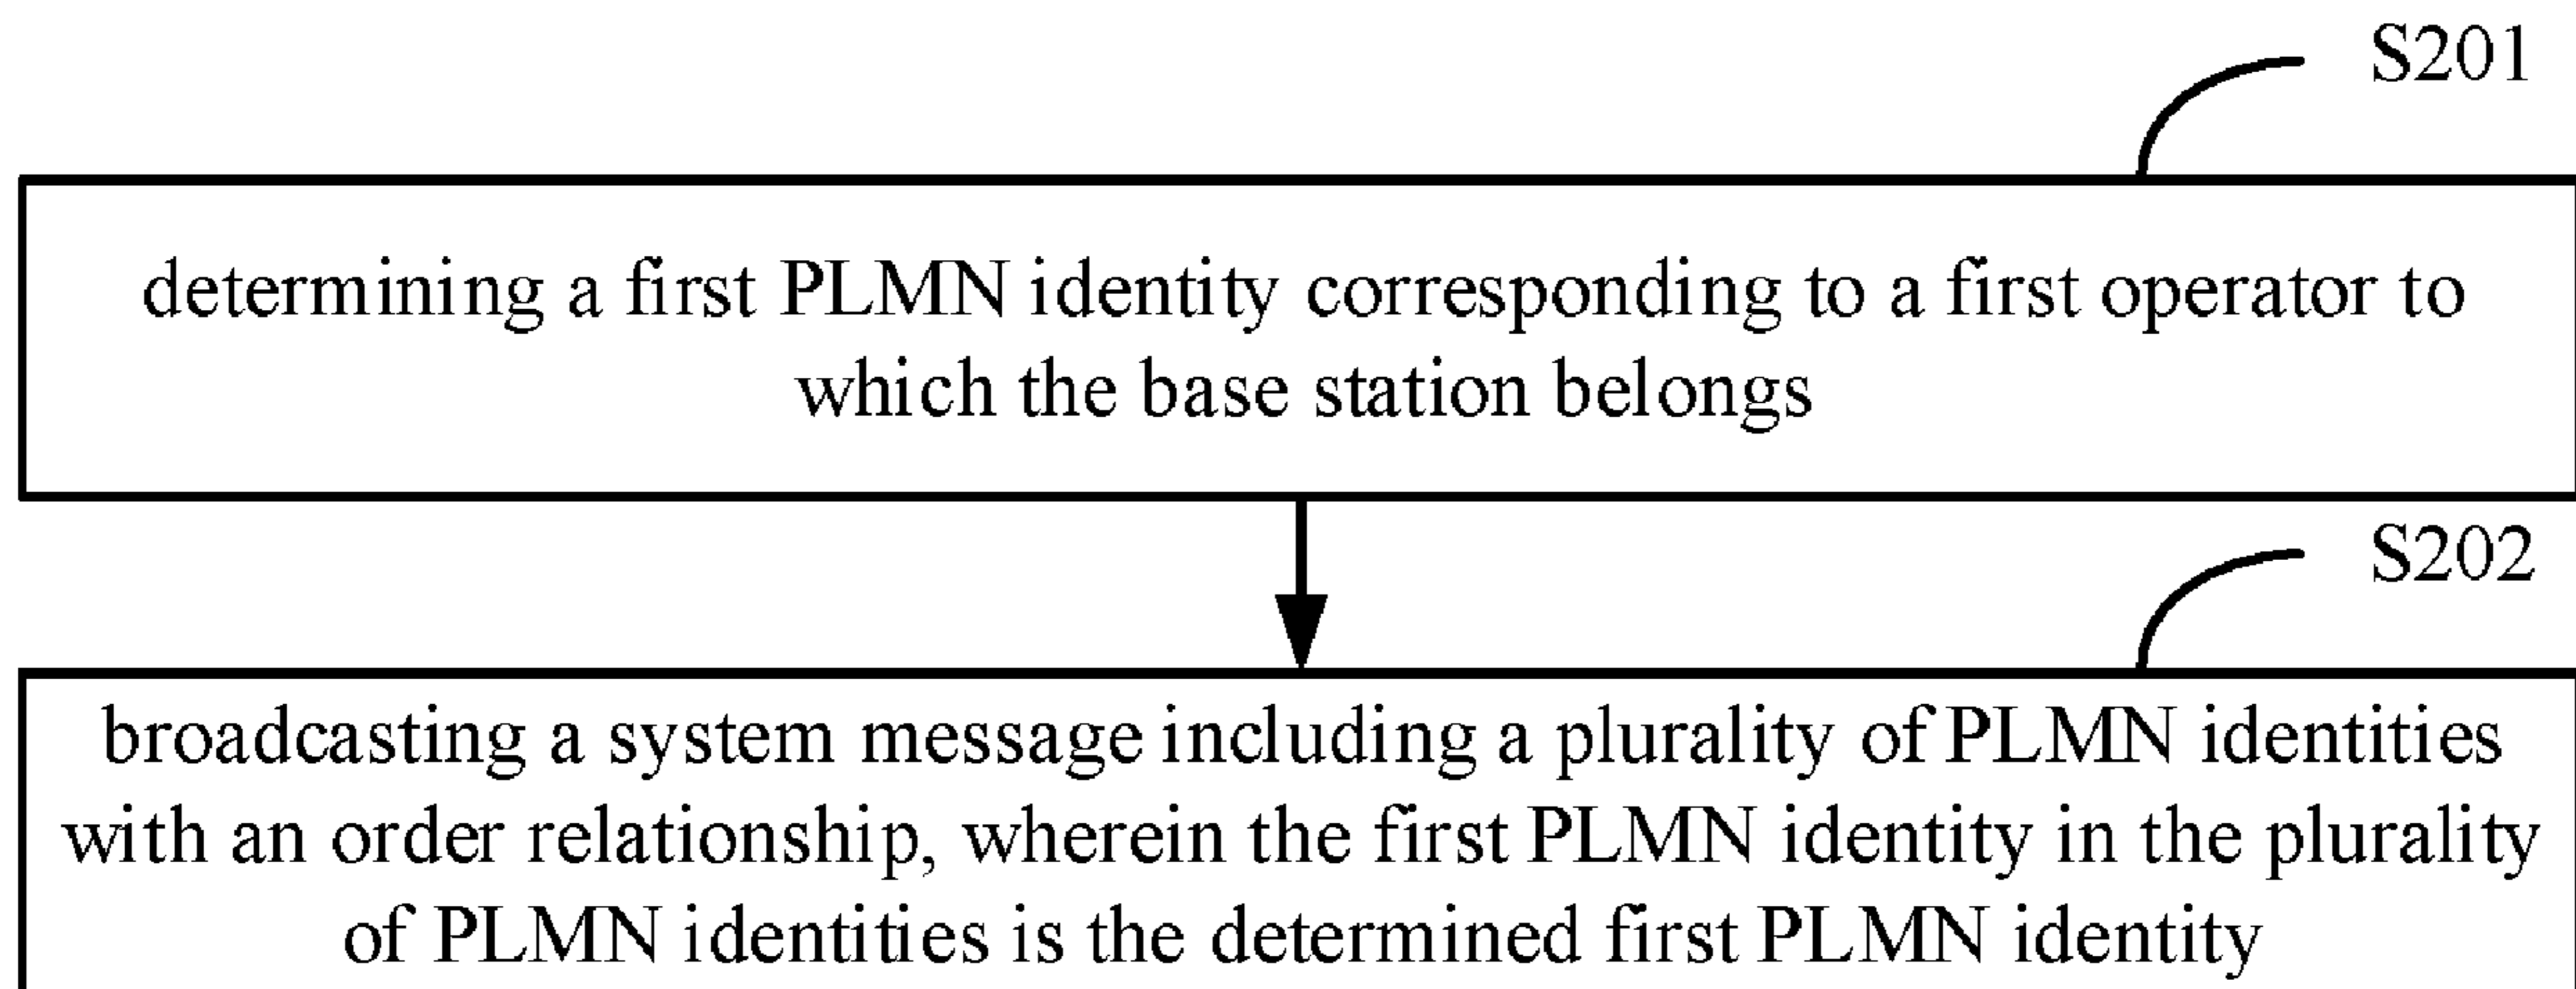 S201
determining a first PLMN identity corresponding to a first operator to
which the base station belongs
S202
broadcasting a system message including a plurality of PLMN identities
with an order relationship, wherein the first PLMN identity in the plurality
of PLMN identities is the determined first PLMN identity